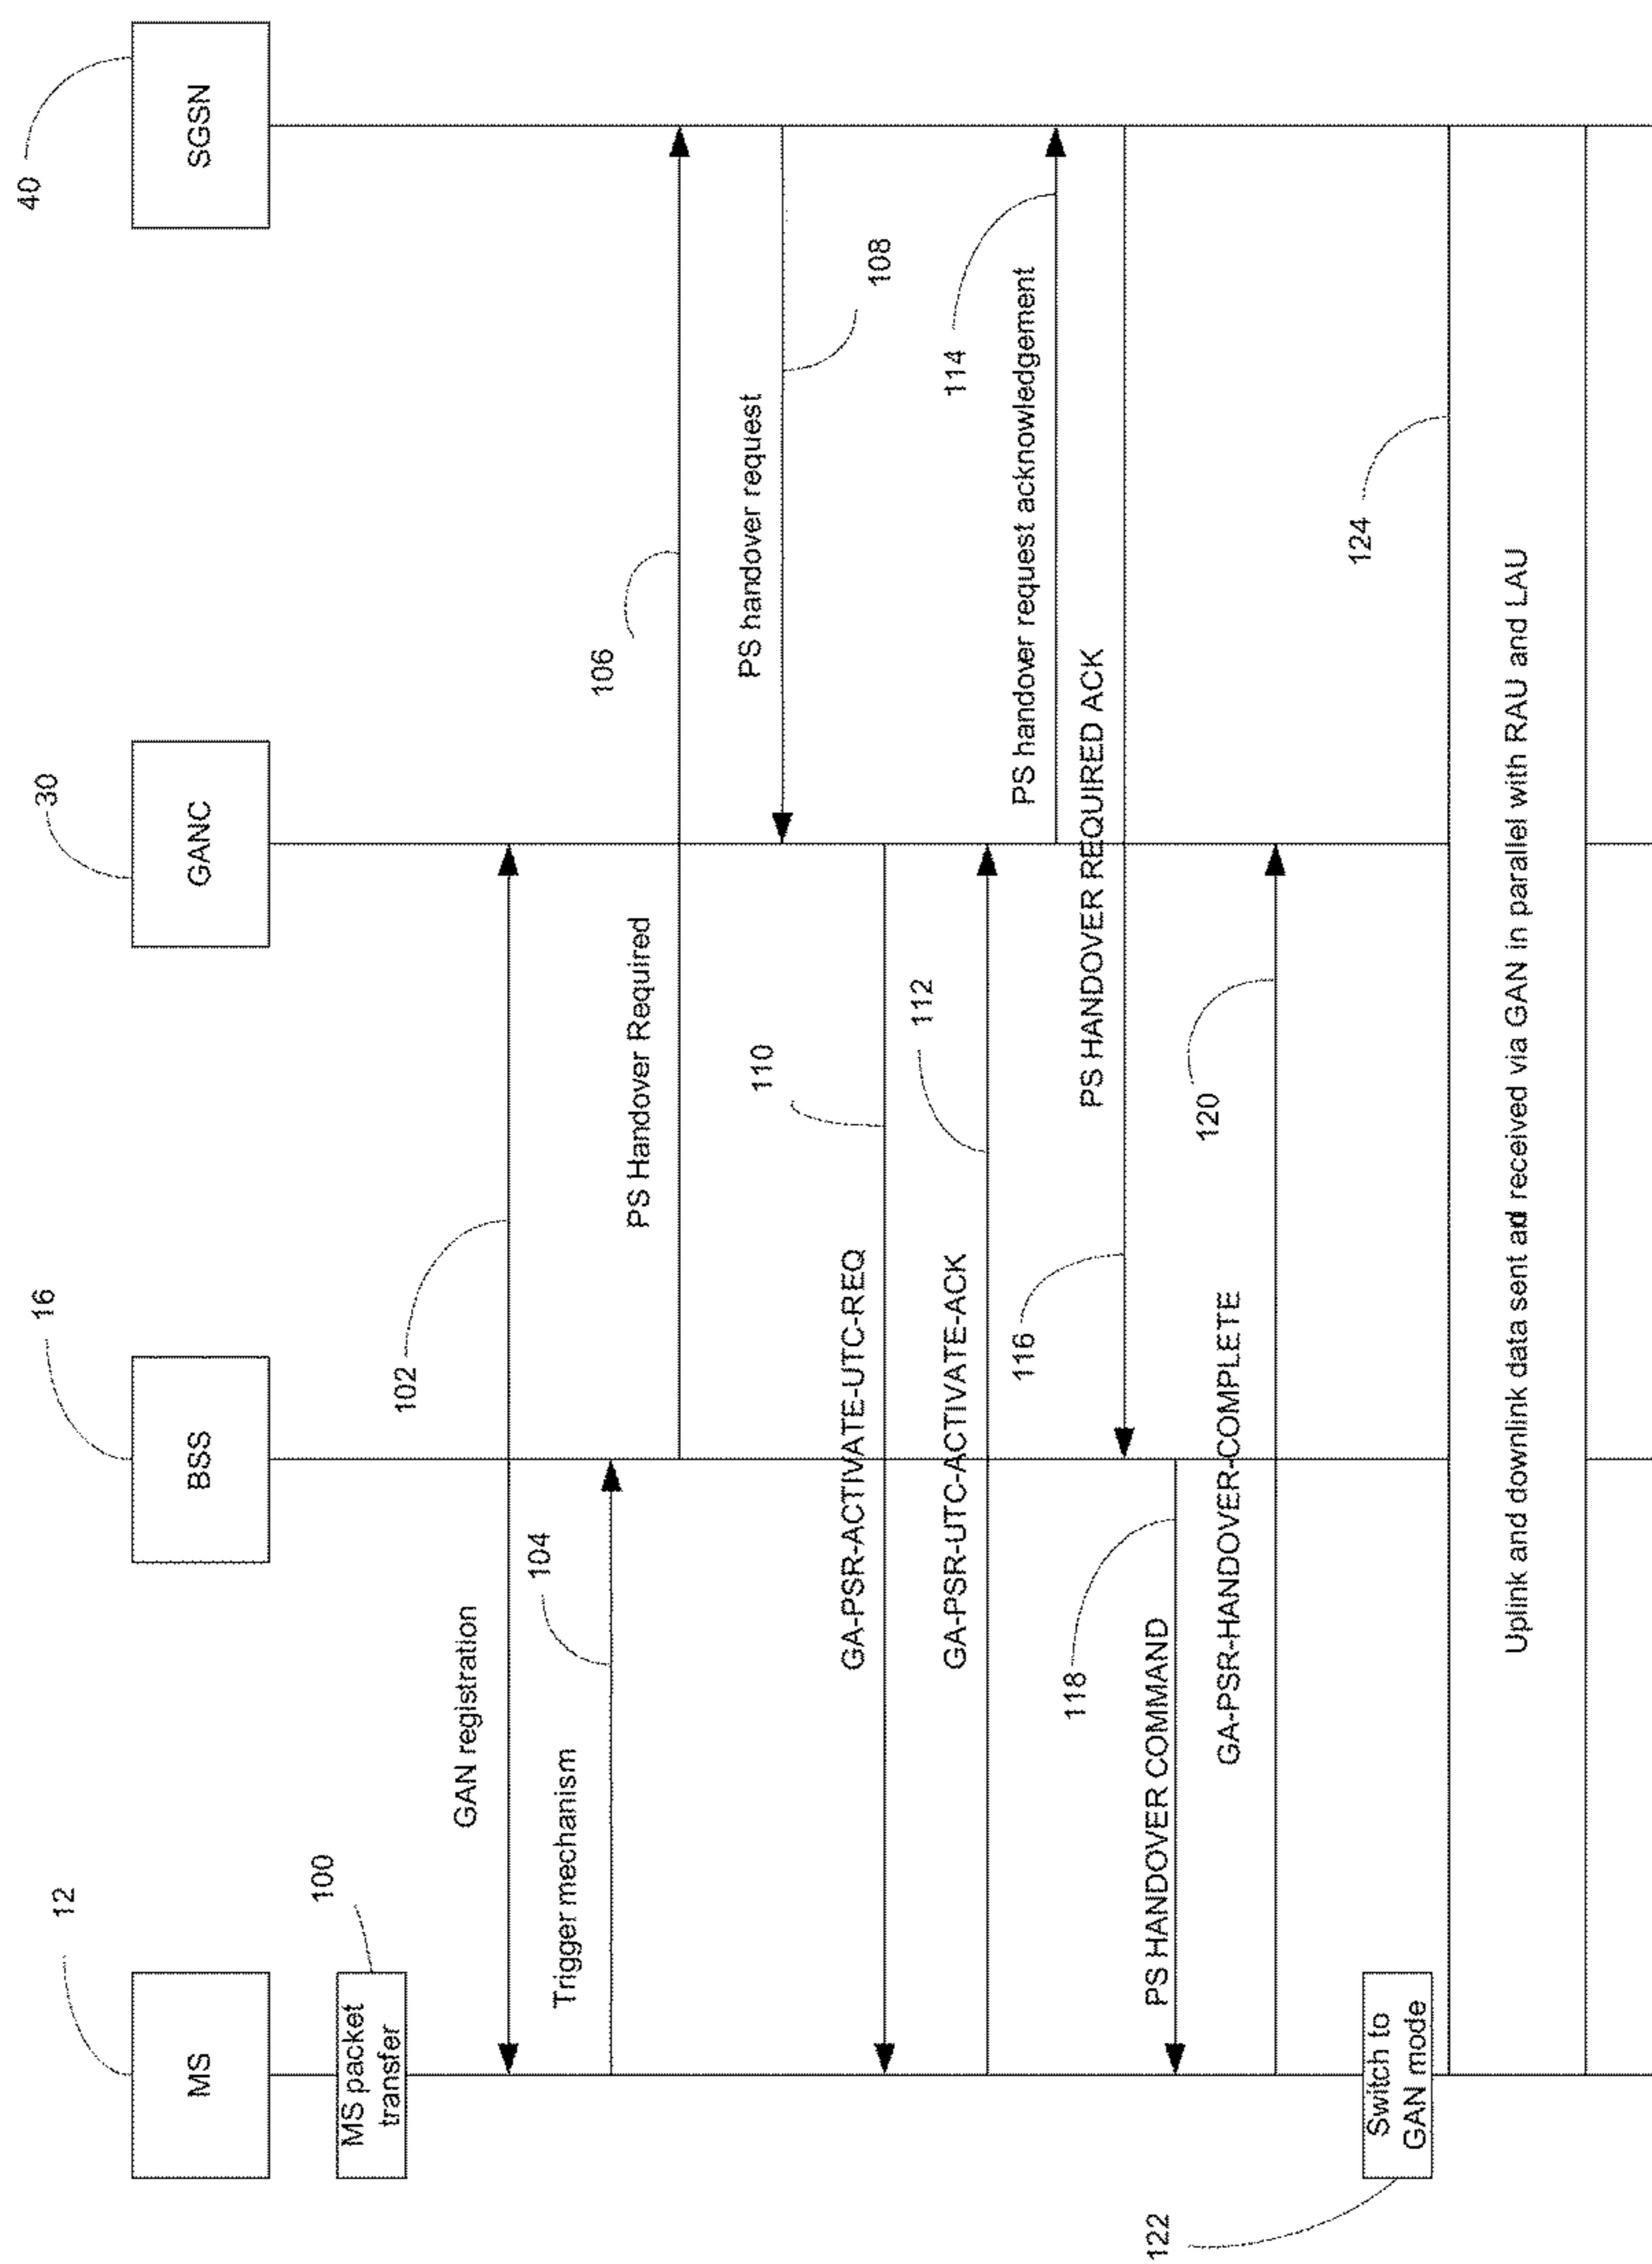 12
16
30
40
MS
BSS
GANC
SGSN
100
MS packet
transfer
GAN registration
102
Trigger mechanism
104
PS Handover Required
106
PS handover request
108
110
GA-PSR-ACTIVATE-UTC-REQ
112
GA-PSR-UTC-ACTIVATE-ACK
114
PS handover request acknowledgement
PS HANDOVER REQUIRED ACK
116
118
PS HANDOVER COMMAND
120
GA-PSR-HANDOVER-COMPLETE
122
Switch to
GAN mode
124
Uplink and downlink data sent and received via GAN in parallel with RAU and LAU